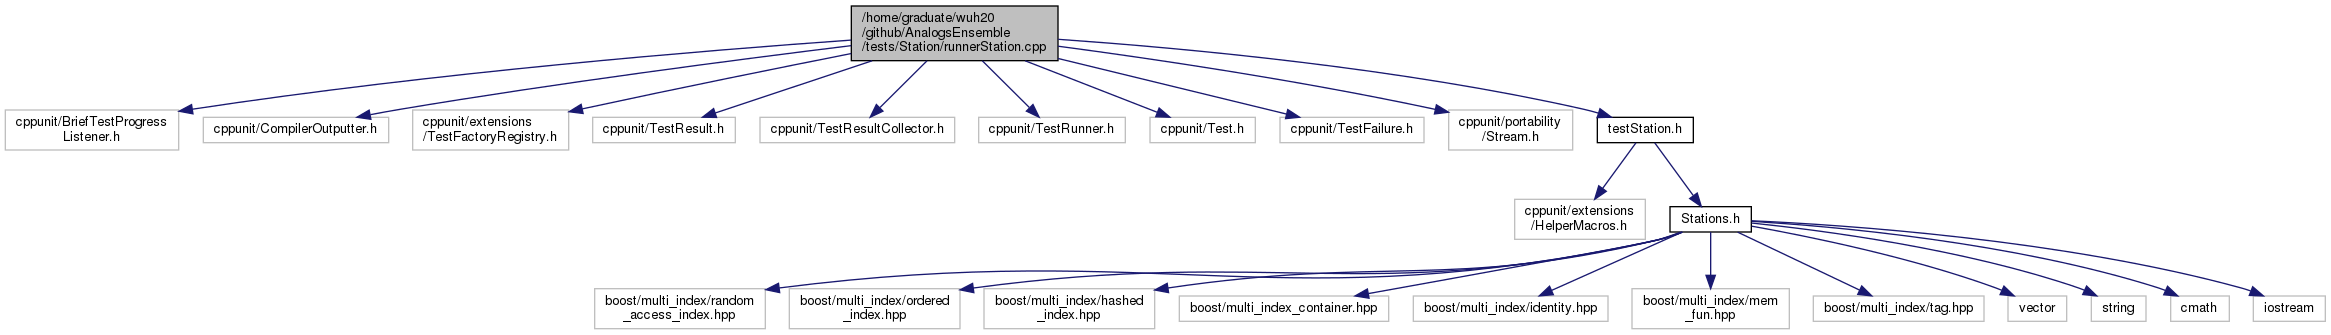 /home/graduate/wuh20
/github/AnalogsEnsemble
/tests/Station/runnerStation.cpp
cppunit/BriefTestProgress
Listener.h
cppunit/CompilerOutputter.h
cppunit/extensions
/TestFactoryRegistry.h
cppunit/TestResult.h
cppunit/TestResultCollector.h
cppunit/TestRunner.h
cppunit/Test.h
cppunit/TestFailure.h
cppunit/portability
/Stream.h
testStation.h
cppunit/extensions
/HelperMacros.h
Stations.h
boost/multi_index/random
_access_index.hpp
boost/multi_index/ordered
_index.hpp
boost/multi_index/hashed
_index.hpp
boost/multi_index_container.hpp
boost/multi_index/identity.hpp
boost/multi_index/mem
_fun.hpp
boost/multi_index/tag.hpp
vector
string
cmath
iostream